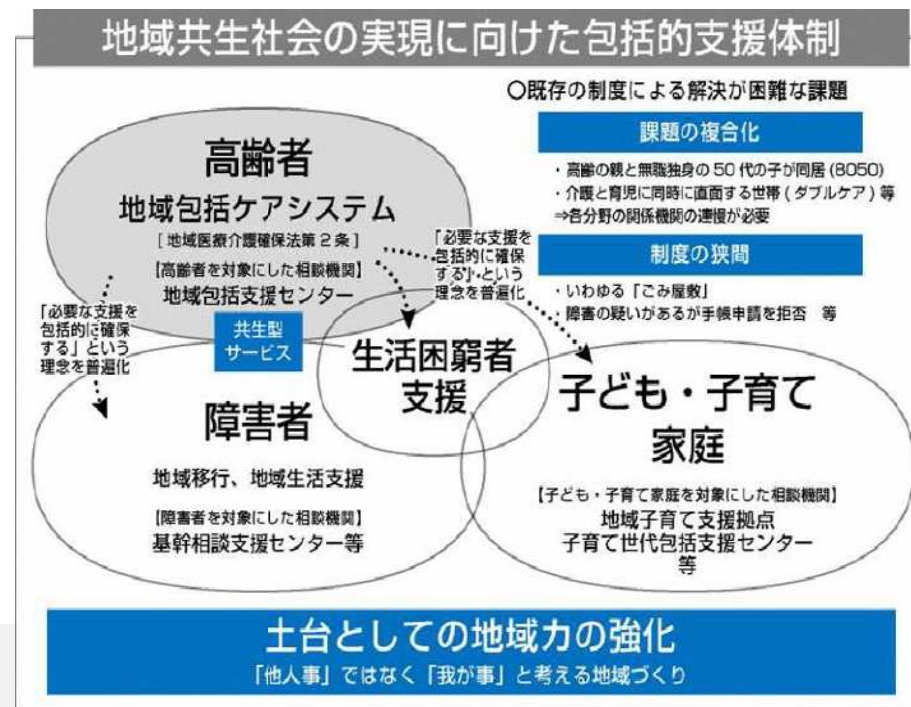 地域共生社会の実現に向けた包括的支援体制
○既存の制度による解決が困難な課題
課題の複合化
・高齢の親と無職独身の50代の子が同居(8050)
・介護と育児に同時に直面する世帯(ダブルケア)等
⇒各分野の関係機関の連慢が必要
制度の狭間
・いわゆる「ごみ屋敷」
・障害の疑いがあるが手帳申請を拒否 等
高齢者
地域包括ケアシステム
[地域医療介護確保法第2条]
【高齢者を対象にした相談機関】
地域包括支援センター
「必要な支援を
包括的に確保
する」という
理念を普遍化
「必要な支援を
包括的に確保
する」という
理念を普遍化
共生型
サービス
生活困窮者
支援
障害者
地域移行、地域生活支援
【障害者を対象にした相談機関】
基幹相談支援センター等
子ども・子育て
家庭
【子ども・子育て家庭を対象にした相談機関】
地域子育て支援拠点
子育て世代包括支援センター
等
土台としての地域力の強化
「他人事」ではなく「我が事」と考える地域づくり